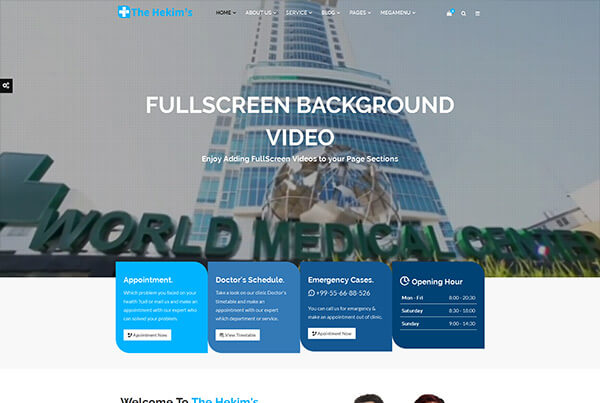 The Hekim's
HOME
ABOUT US
SERVICE
BLOG
PAGES
MEGAMENU
FULLSCREEN BACKGROUND
VIDEO
Enjoy Adding FullScreen Videos to your Page Sections
WORLD MEDICAL CENTER
Appointment.
Which problem you faced on your
health ?call or mail us and make an
appointment with our expert who
can solved your problem.
Appointment Now
Doctor's Schedule.
Take a look on our clinic Doctor's
timetable and make an
appointment with our expert
which department or service.
View Timetable
Emergency Cases.
+99-55-66-88-526
You can call us for emergency &
make an appointment out of clinic.
Appointment Now
Opening Hour
Mon - Fri 8:00 - 20:30
Saturday 8:30 - 18:00
Sunday 9:00 - 14:30
Welcome To The Hekim's